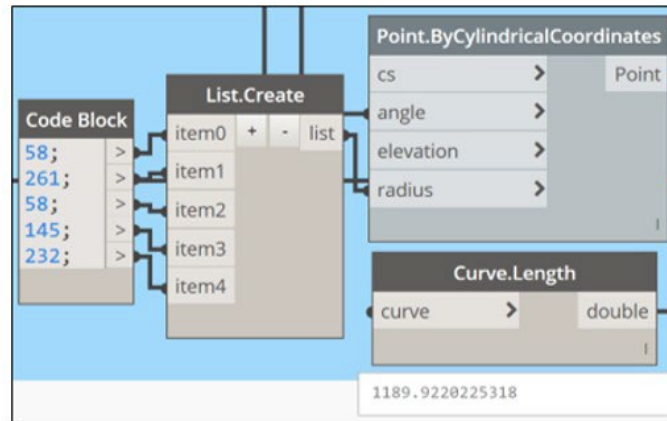 Point.ByCylindricalCoordinates
cs > Point
angle >
elevation >
radius >
List.Create
item0 + - list
item1
item2
item3
item4
Code Block
58; >
261; >
58; >
145; >
232; >
Curve.Length
curve > double
l
1189.9220225318